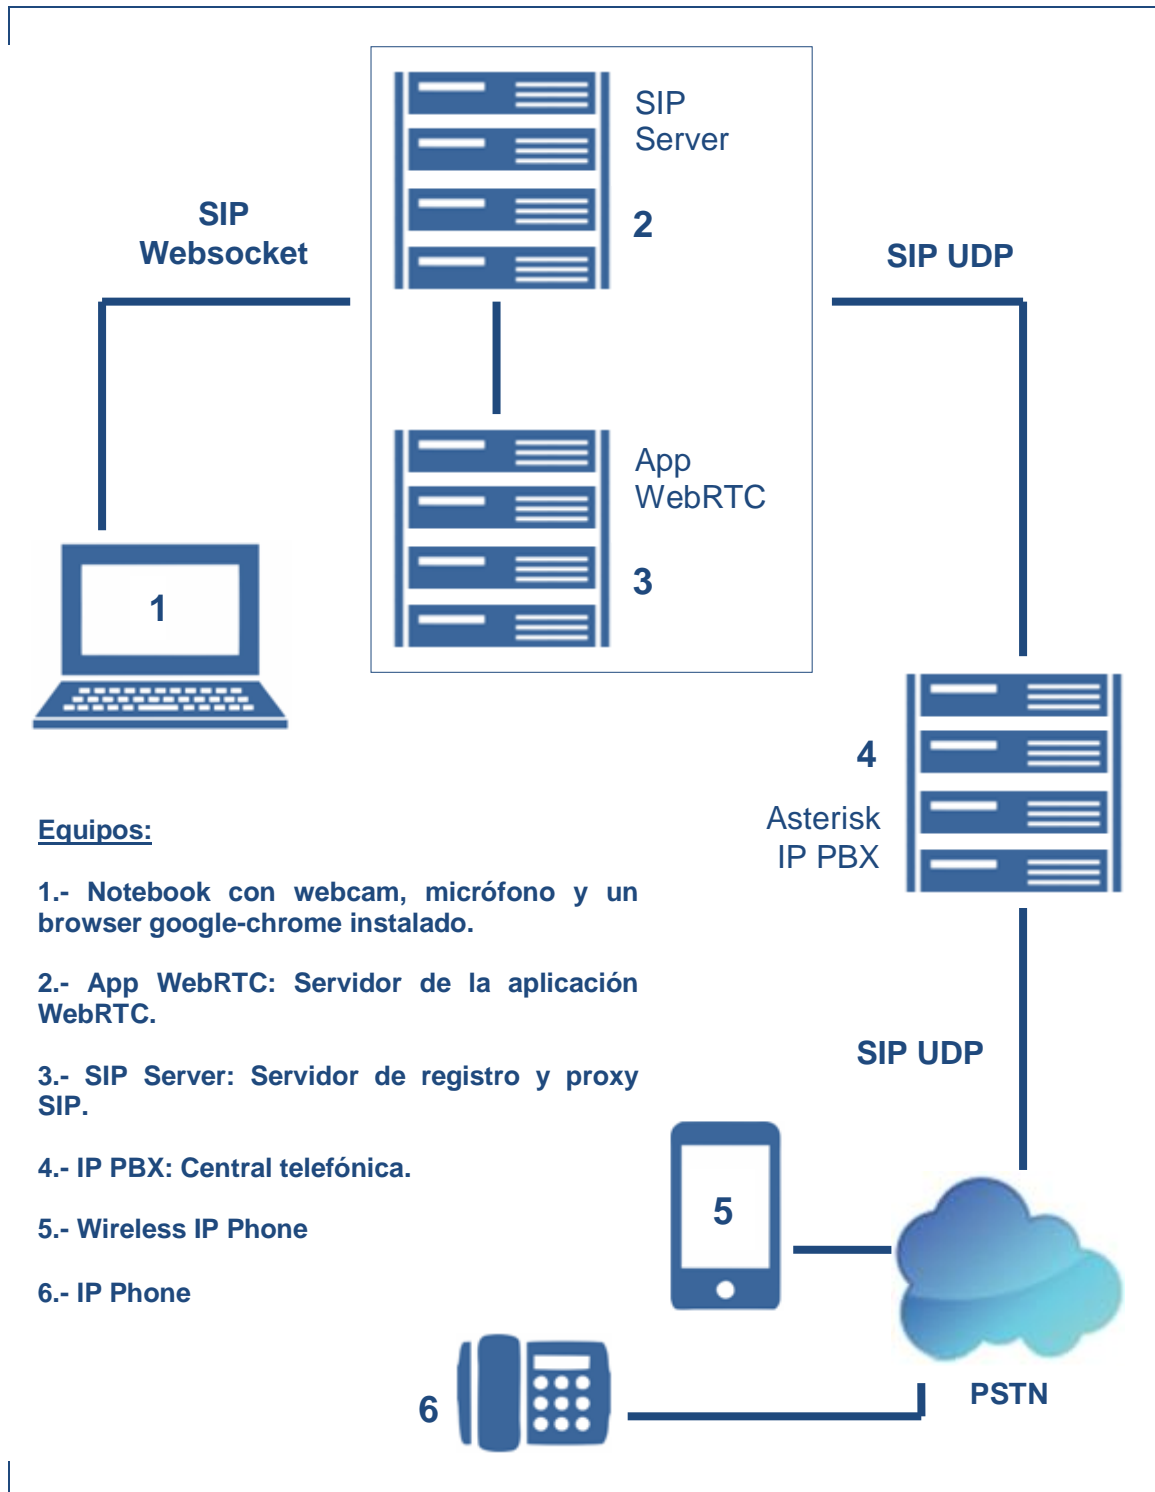 SIP
Server
2
SIP
Websocket
SIP UDP
App
WebRTC
3
1
4
Asterisk
IP PBX
Equipos:
1.- Notebook con webcam, micrófono y un
browser google-chrome instalado.
2.- App WebRTC: Servidor de la aplicación
WebRTC.
3.- SIP Server: Servidor de registro y proxy
SIP.
4.- IP PBX: Central telefónica.
5.- Wireless IP Phone
6.- IP Phone
SIP UDP
5
PSTN
6